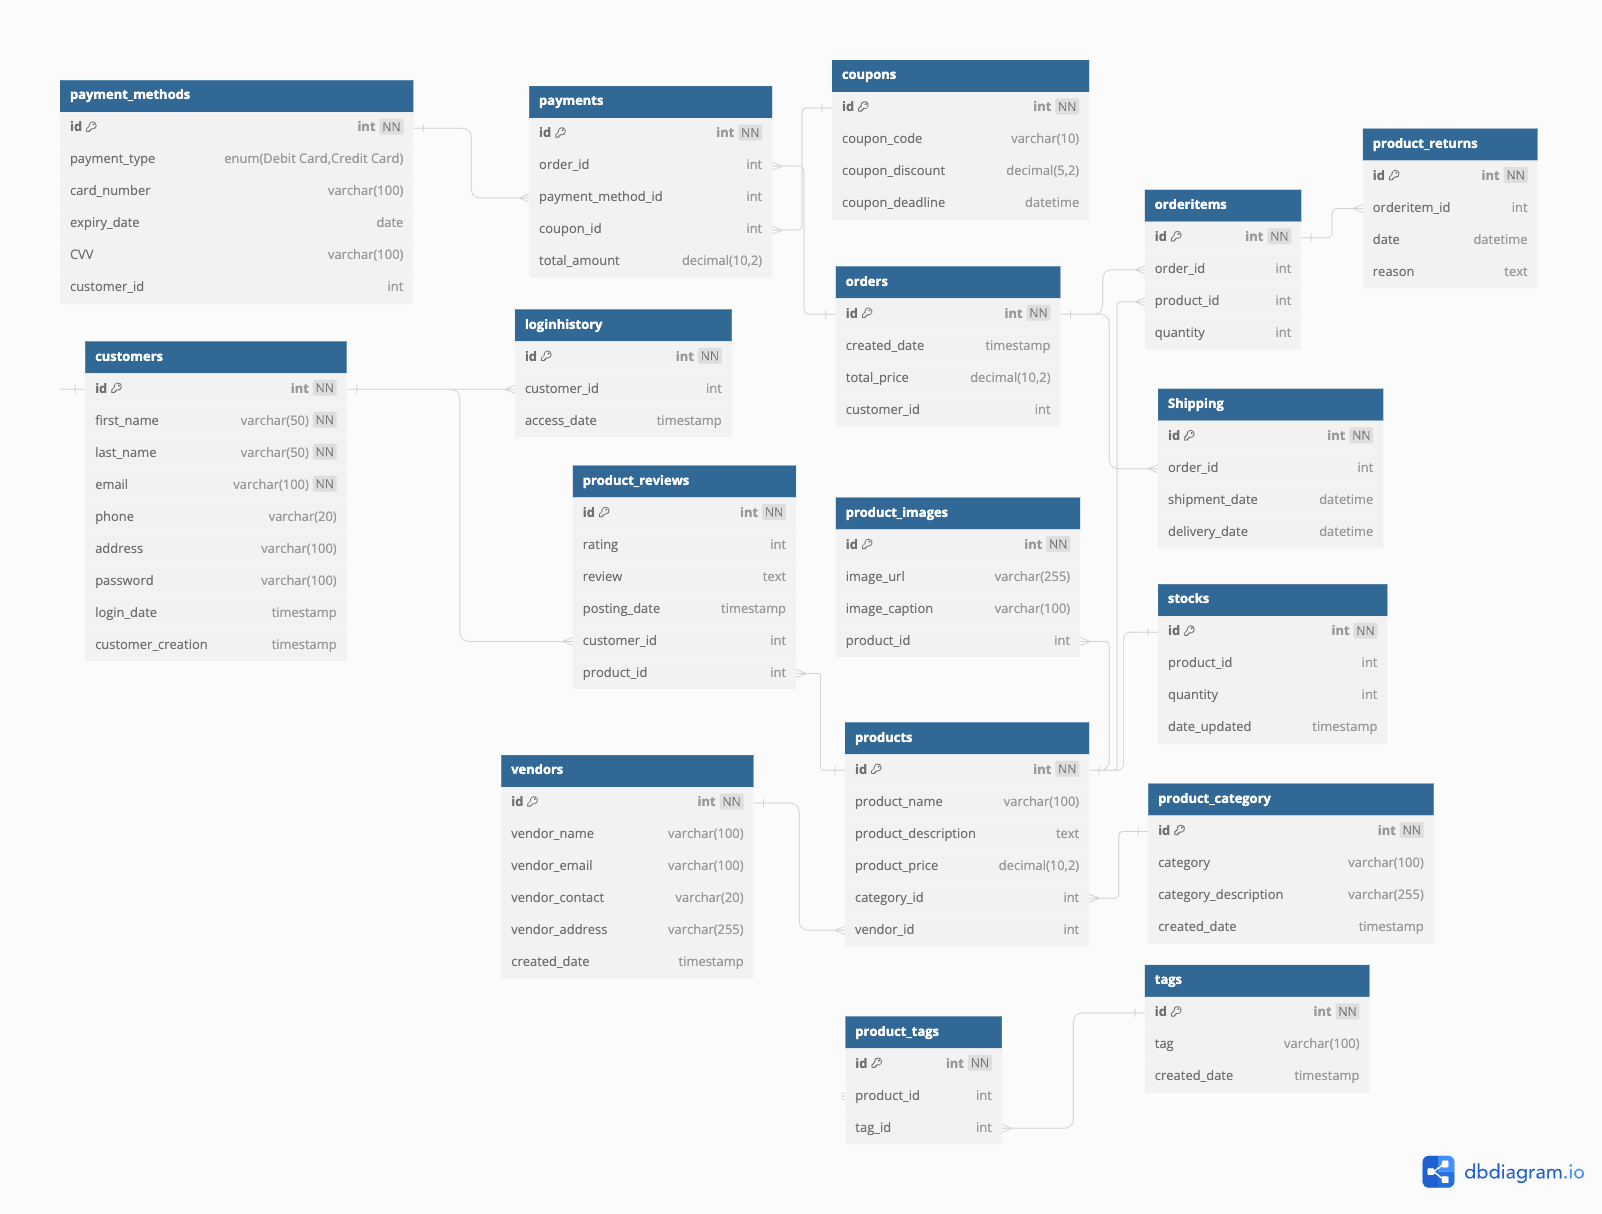 payment_methods
id int NN
payment_type enum(Debit Card,Credit Card)
card_number varchar(100)
expiry_date date
CVV varchar(100)
customer_id int
payments
id int NN
order_id int
payment_method_id int
coupon_id int
total_amount decimal(10,2)
coupons
id int NN
coupon_code varchar(10)
coupon_discount decimal(5,2)
coupon_deadline datetime
product_returns
id int NN
orderitem_id int
date datetime
reason text
orderitems
id int NN
order_id int
product_id int
quantity int
orders
id int NN
created_date timestamp
total_price decimal(10,2)
customer_id int
loginhistory
id int NN
customer_id int
access_date timestamp
customers
id int NN
first_name varchar(50) NN
last_name varchar(50) NN
email varchar(100) NN
phone varchar(20)
address varchar(100)
password varchar(100)
login_date timestamp
customer_creation timestamp
Shipping
id int NN
order_id int
shipment_date datetime
delivery_date datetime
product_reviews
id int NN
rating int
review text
posting_date timestamp
customer_id int
product_id int
product_images
id int NN
image_url varchar(255)
image_caption varchar(100)
product_id int
stocks
id int NN
product_id int
quantity int
date_updated timestamp
products
id int NN
product_name varchar(100)
product_description text
product_price decimal(10,2)
category_id int
vendor_id int
vendors
id int NN
vendor_name varchar(100)
vendor_email varchar(100)
vendor_contact varchar(20)
vendor_address varchar(255)
created_date timestamp
product_category
id int NN
category varchar(100)
category_description varchar(255)
created_date timestamp
tags
id int NN
tag varchar(100)
created_date timestamp
product_tags
id int NN
product_id int
tag_id int
dbdiagram.io